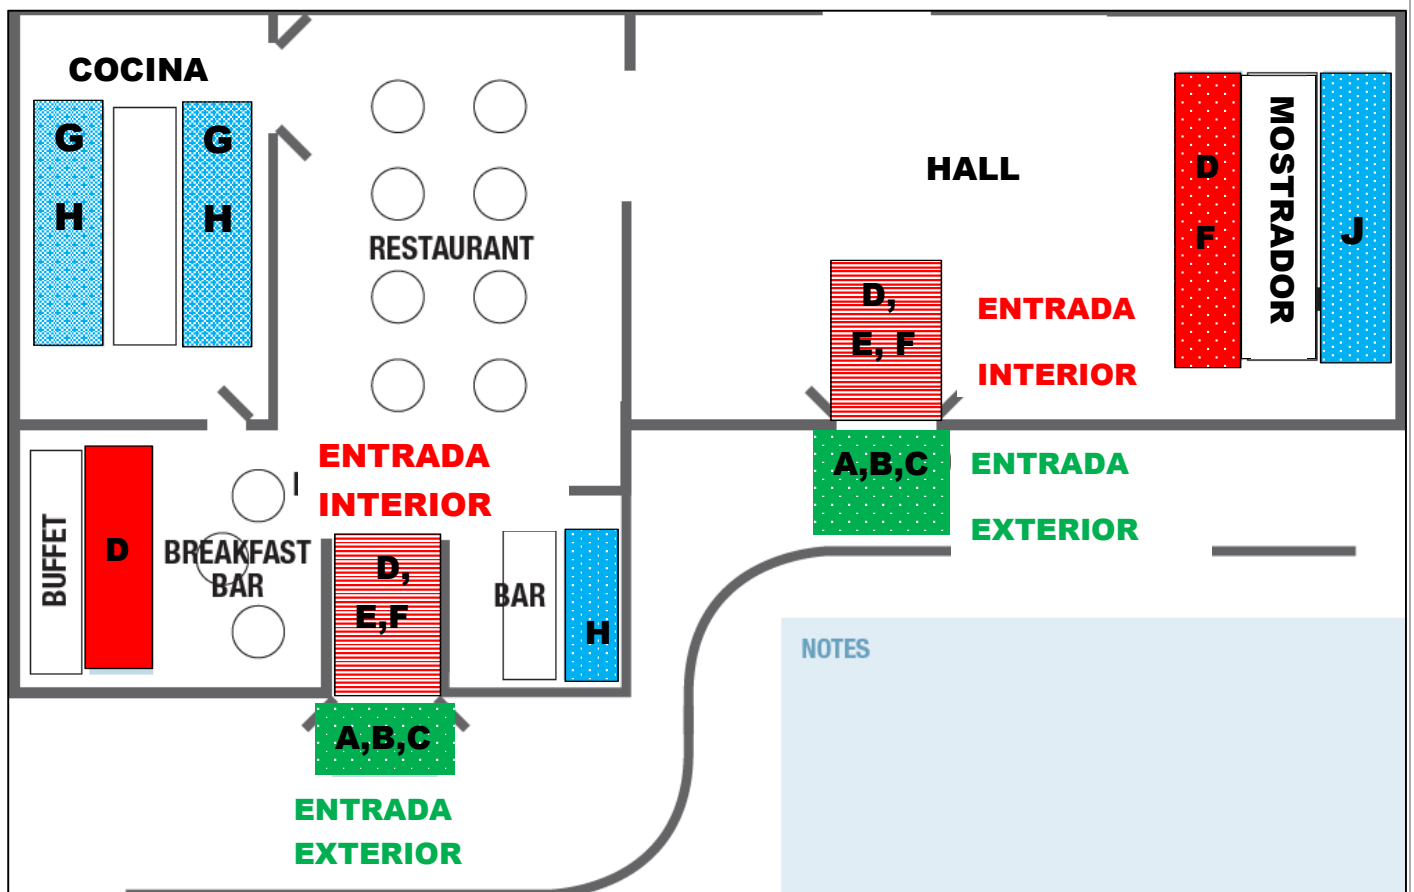 COCINA
G
H
G
H
RESTAURANT
HALL
D
F
MOSTRADOR
J
D,
E, F
ENTRADA
INTERIOR
A,B,C
ENTRADA
EXTERIOR
ENTRADA
INTERIOR
BUFFET
D
BREAKFAST
BAR
D,
E,F
BAR
H
A,B,C
ENTRADA
EXTERIOR
NOTES